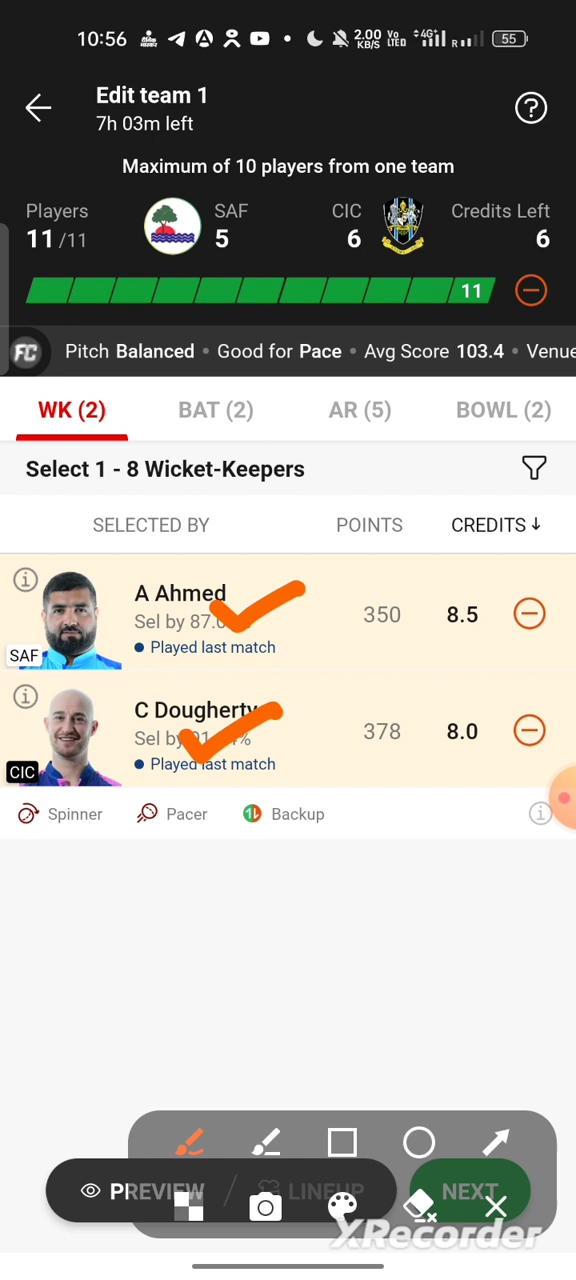 10:56
2.00 KB/S
Vo LTED
4G+
R
55
Edit team 1
7h 03m left
?
Maximum of 10 players from one team
Players
SAF
CIC
Credits Left
11/11
5
6
6
11
FC
Pitch Balanced • Good for Pace • Avg Score 103.4 • Venue
WK (2)
BAT (2)
AR (5)
BOWL (2)
Select 1 - 8 Wicket-Keepers
SELECTED BY
POINTS
CREDITS ↓
A Ahmed
Sel by 87.
350
8.5
SAF
Played last match
C Dougherty
Sel by
378
8.0
CIC
Played last match
Spinner
Pacer
Backup
PREVIEW
LINEUP
NEXT
XRecorder